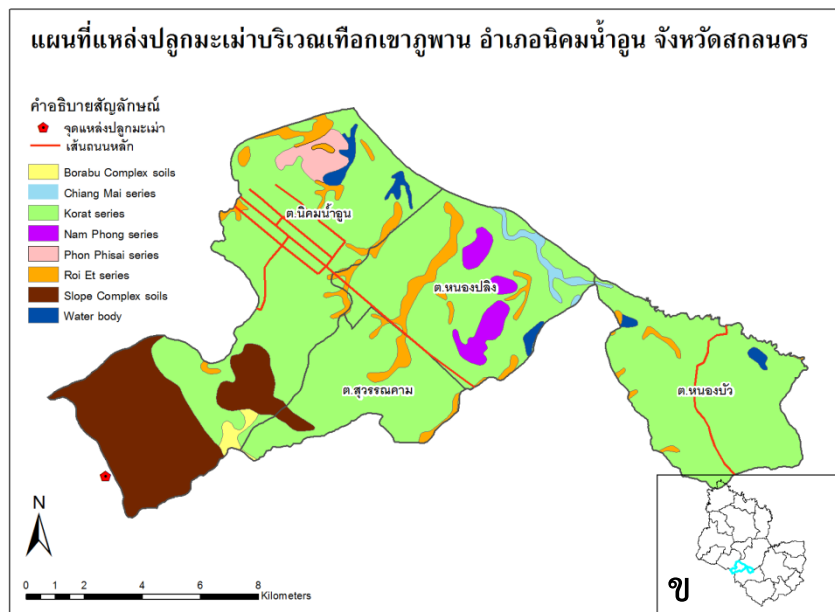 แผนที่แหล่งปลูกมะเม่าบริเวณเทือกเขาภูพาน อำเภอนิคมน้ำอูน จังหวัดสกลนคร
คำอธิบายสัญลักษณ์
จุดแหล่งปลูกมะเม่า
เส้นถนนหลัก
Borabu Complex soils
Chiang Mai series
Korat series
Nam Phong series
Phon Phisai series
Roi Et series
Slope Complex soils
Water body
ต.นิคมน้ำอูน
ต.หนองปลิง
ต.สุวรรณคาม
ต.หนองบัว
N
0 1 2 4 6 8
Kilometers
ข